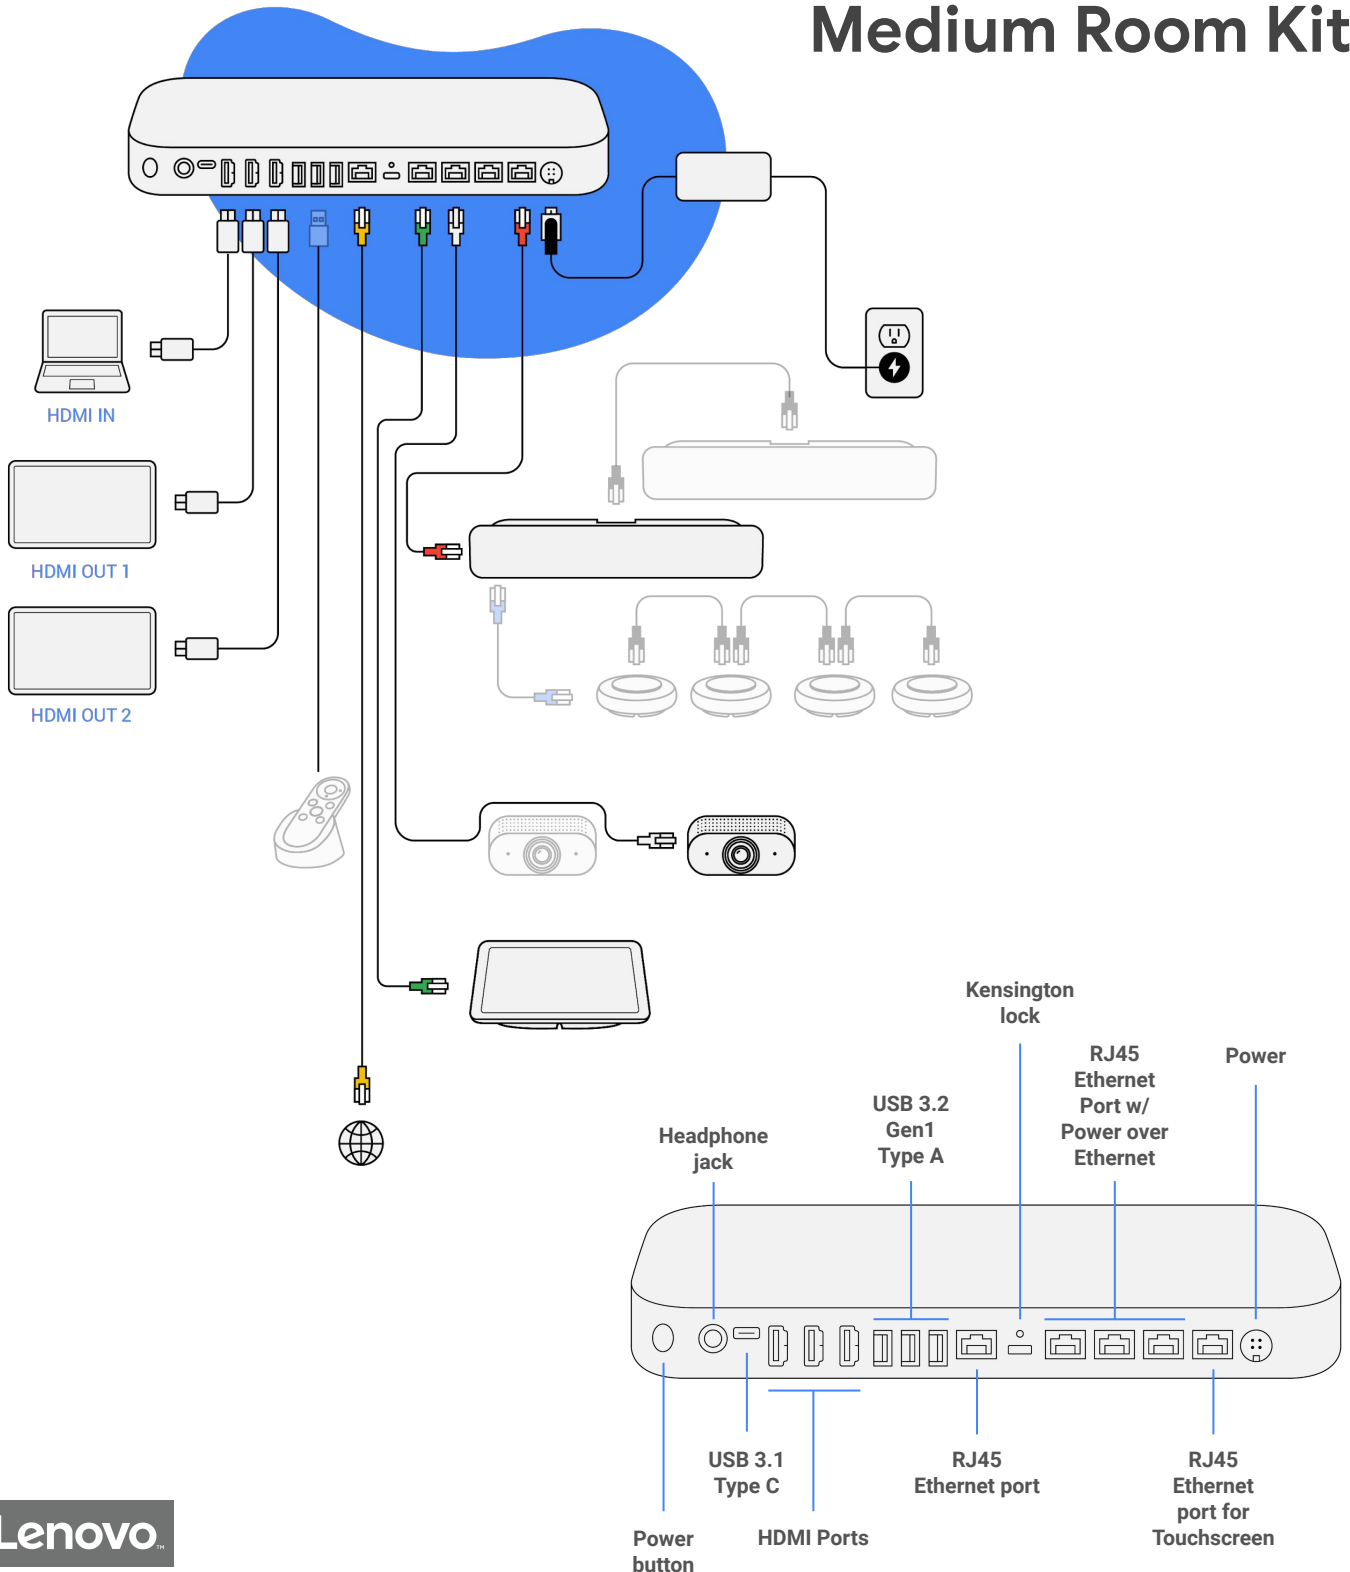 Medium Room Kit
HDMI IN
HDMI OUT 1
HDMI OUT 2
Kensington
lock
RJ45
Ethernet
Port w/
Power over
Ethernet
Power
USB 3.2
Gen1
Type A
Headphone
jack
USB 3.1
Type C
RJ45
Ethernet port
RJ45
Ethernet
port for
Touchscreen
HDMI Ports
Power
button
Lenovo™